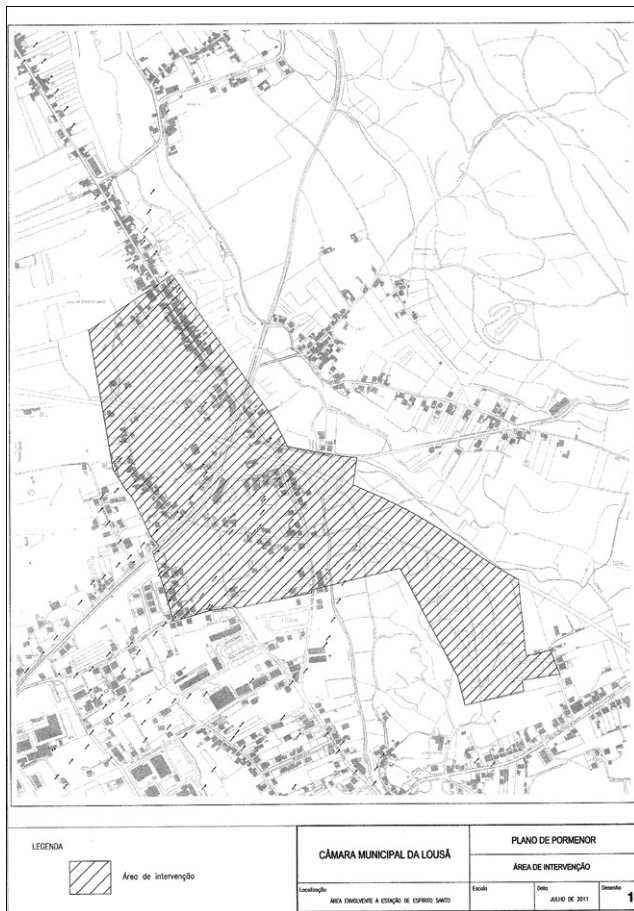 LEGENDA
Área de intervenção
CÂMARA MUNICIPAL DA LOUSÃ
PLANO DE PORMENOR
ÁREA DE INTERVENÇÃO
Localização
ÁREA ENVOLVENTE A ESTAÇÃO DE ESPÍRITO SANTO
Escala
Data
JULHO DE 2011
Desenho
1